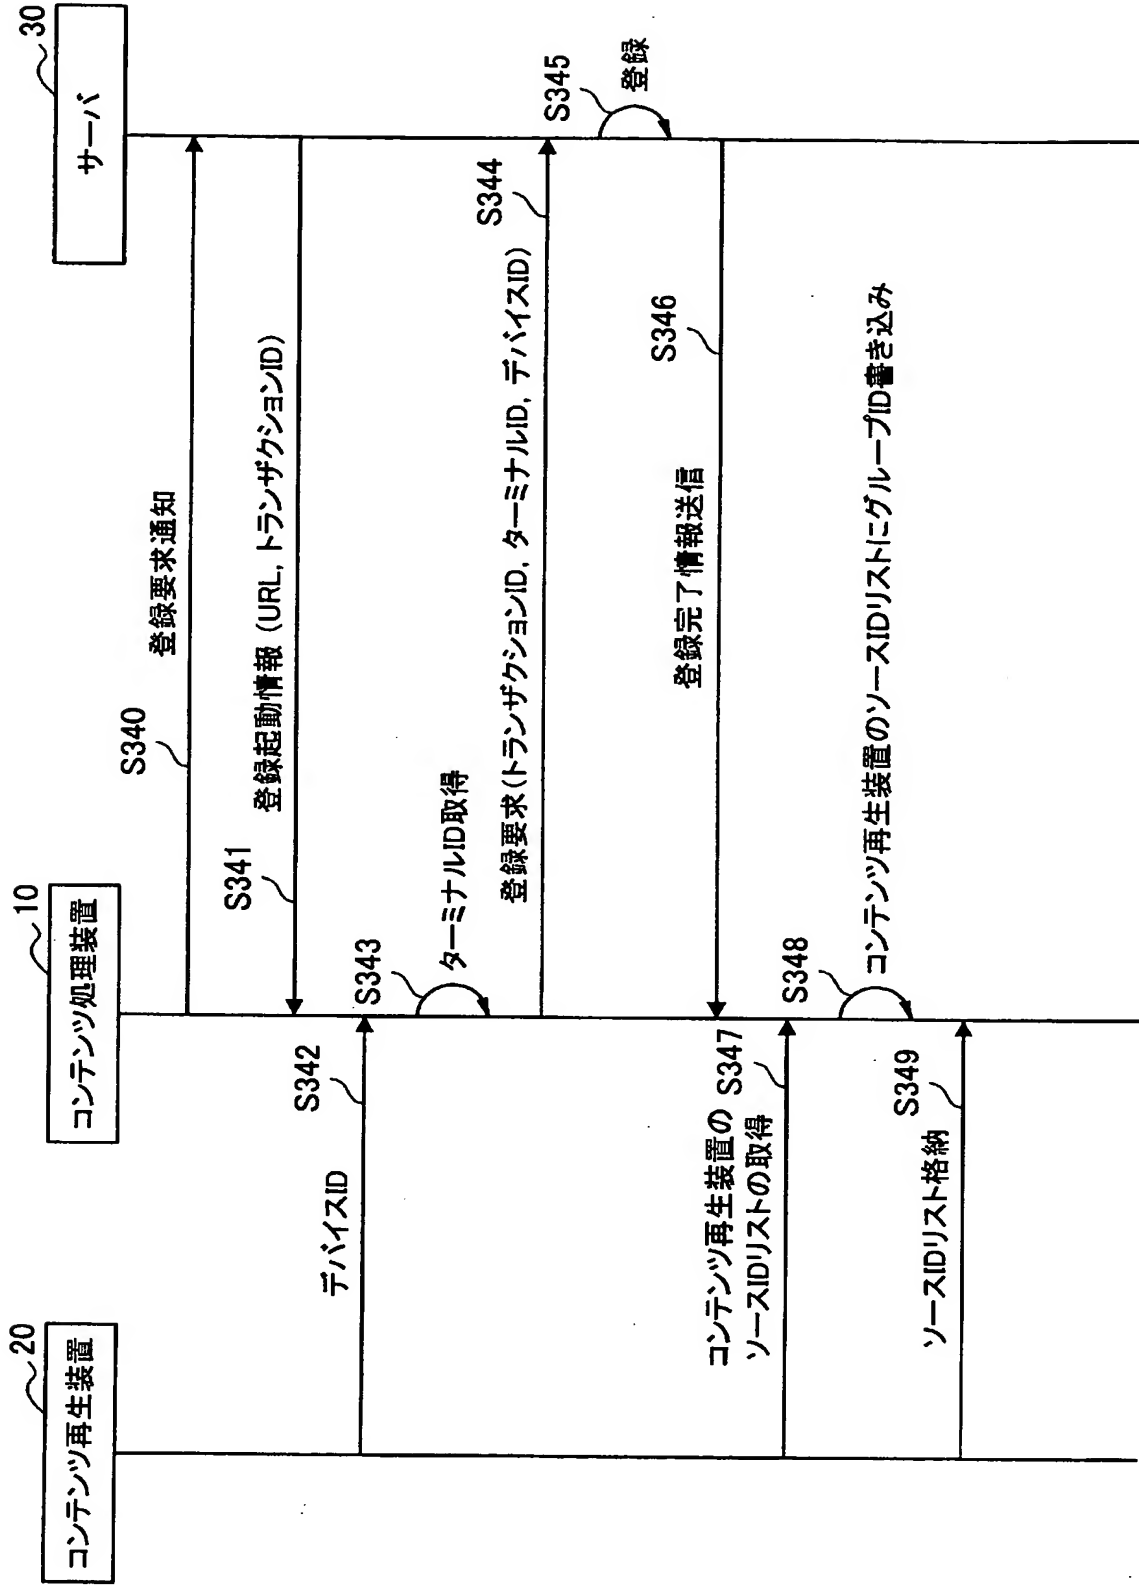 20
コンテンツ再生装置
10
コンテンツ処理装置
30
サーバ
S340
登録要求通知
S341
登録起動情報 (URL, トランザクションID)
S342
デバイスID
S343
ターミナルID取得
S344
登録要求(トランザクションID, ターミナルID, デバイスID)
S345
登録
S346
登録完了情報送信
S347
コンテンツ再生装置の
ソースIDリストの取得
S348
コンテンツ再生装置のソースIDリストにグループID書き込み
S349
ソースIDリスト格納